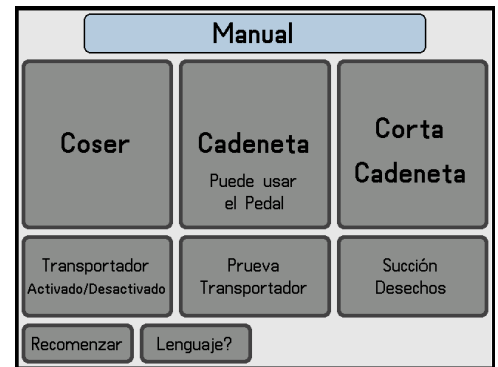 Manual
Coser
Cadeneta
Puede usar
el Pedal
Corta
Cadeneta
Transportador
Activado/Desactivado
Prueva
Transportador
Succión
Desechos
Recomenzar
Lenguaje?